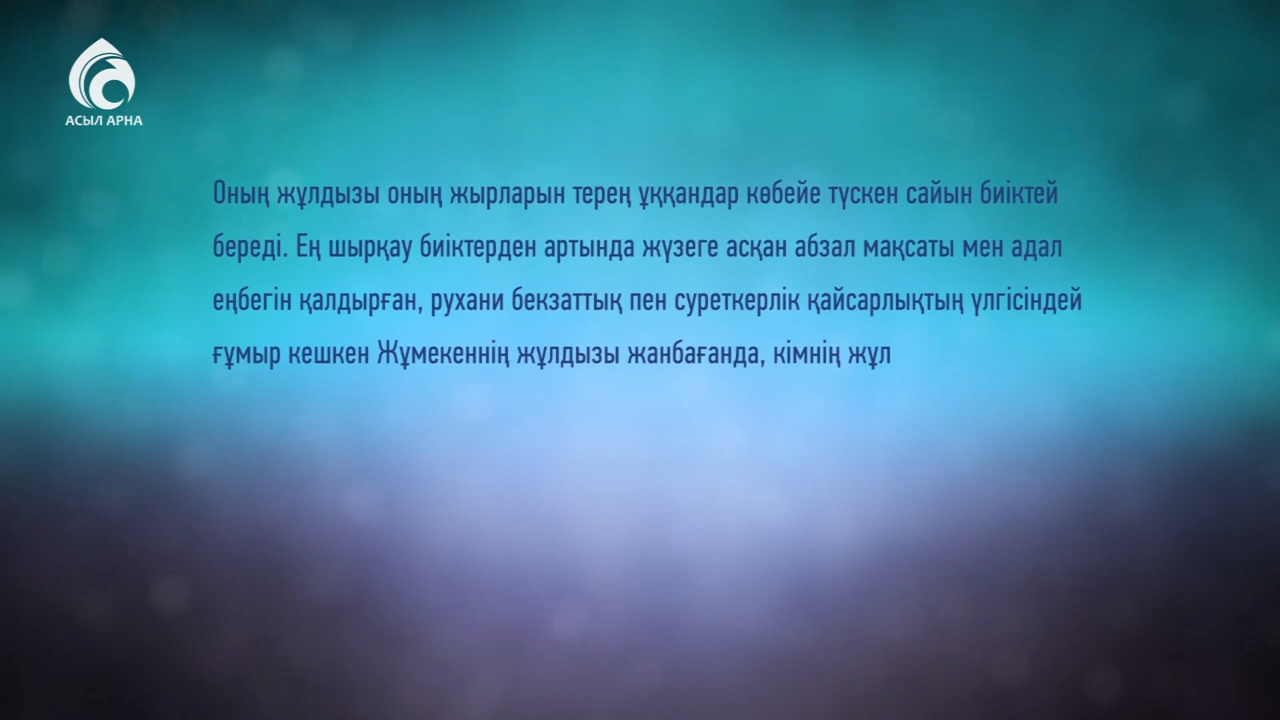 АСЫЛ АРНА
Оның жұлдызы оның жырларын терең ұққандар көбейе түскен сайын биіктей
береді. Ең шырқау биіктерден артында жүзеге асқан абзал мақсаты мен адал
еңбегін қалдырған, рухани бекзаттық пен суреткерлік қайсарлықтың үлгісіндей
ғұмыр кешкен Жұмекеннің жұлдызы жанбағанда, кімнің жұл